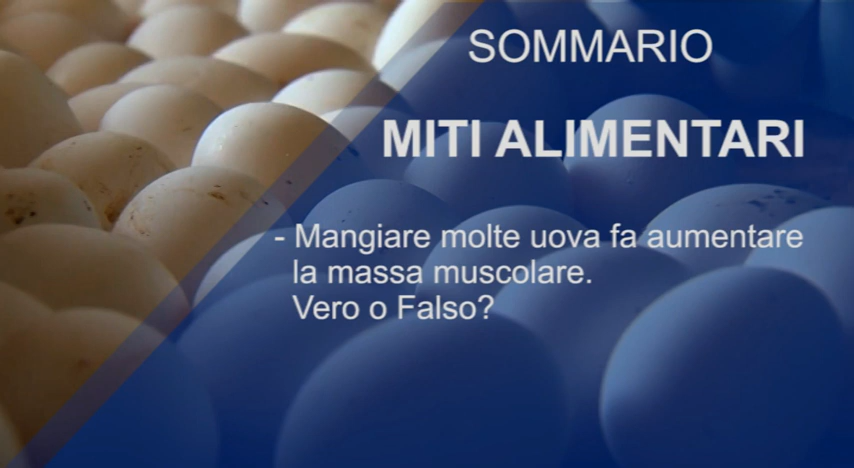 SOMMARIO
MITI ALIMENTARI
- Mangiare molte uova fa aumentare
la massa muscolare.
Vero o Falso?